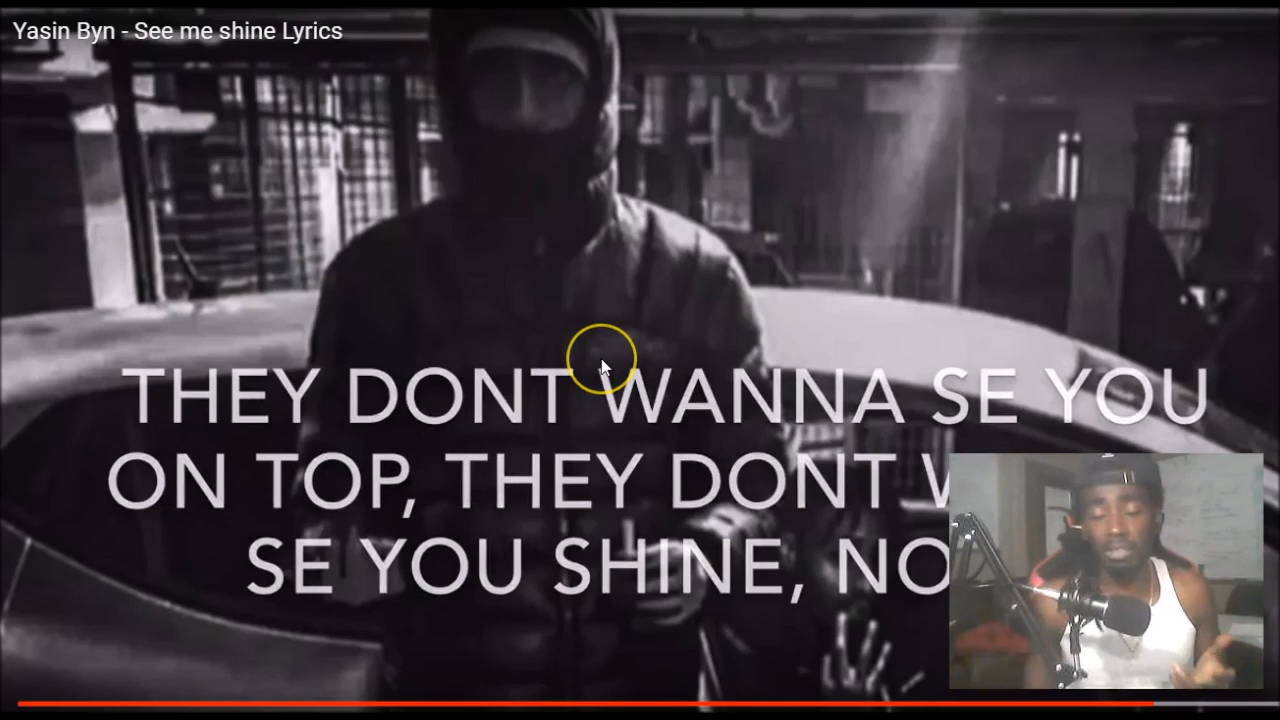 Yasin Byn - See me shine Lyrics
THEY DONT WANNA SE YOU
ON TOP, THEY DONT
SE YOU SHINE, NO